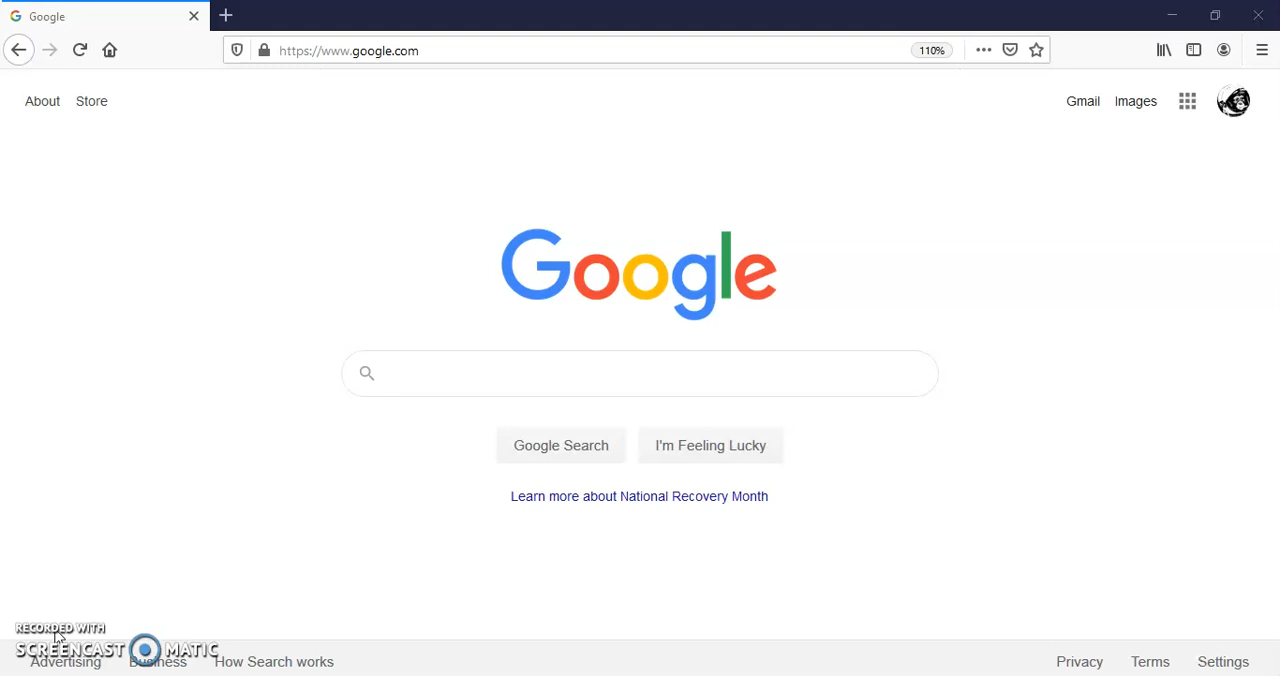 Google
https://www.google.com
110%
About Store
Gmail Images
Google
Google Search
I'm Feeling Lucky
Learn more about National Recovery Month
RECORDED WITH
SCREENCAST MATIC
Advertising Business How Search works
Privacy Terms Settings